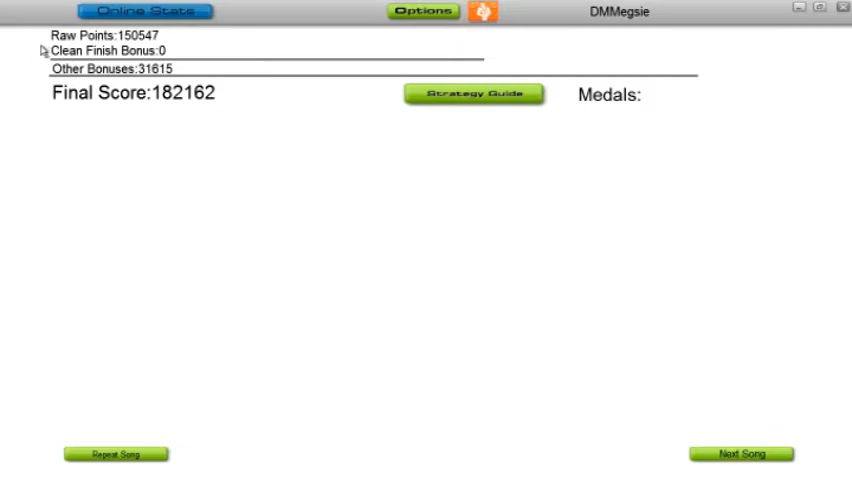 Online Stats
Options
DMMegsie
Raw Points:150547
Clean Finish Bonus:0
Other Bonuses:31615
Final Score:182162
Strategy Guide
Medals:
Repeat Song
Next Song